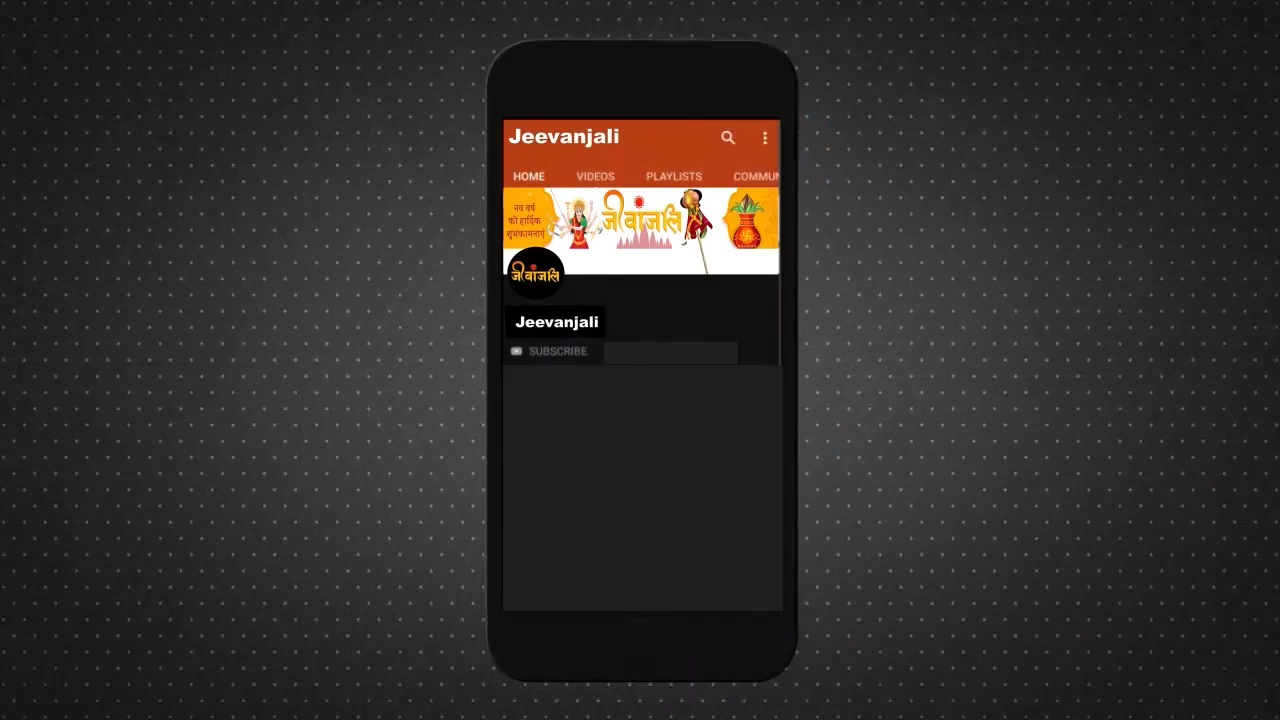 Jeevanjali
HOME VIDEOS PLAYLISTS COMMUN
नव वर्ष
की हार्दिक
शुभकामनाएं
जीवांजलि
जीवांजलि
Jeevanjali
SUBSCRIBE